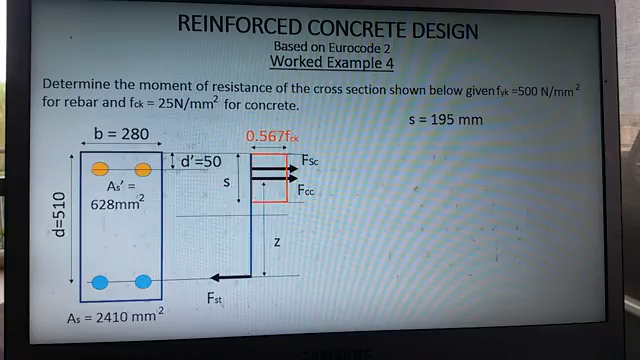 REINFORCED CONCRETE DESIGN
Based on Eurocode 2
Worked Example 4
Determine the moment of resistance of the cross section shown below given fyk =500 N/mm²
for rebar and fck = 25N/mm² for concrete.
s = 195 mm
b = 280
0.567fck
d'=50
Fsc
s
As' =
628mm²
Fcc
d=510
z
Fst
As = 2410 mm²
SAMSUNG